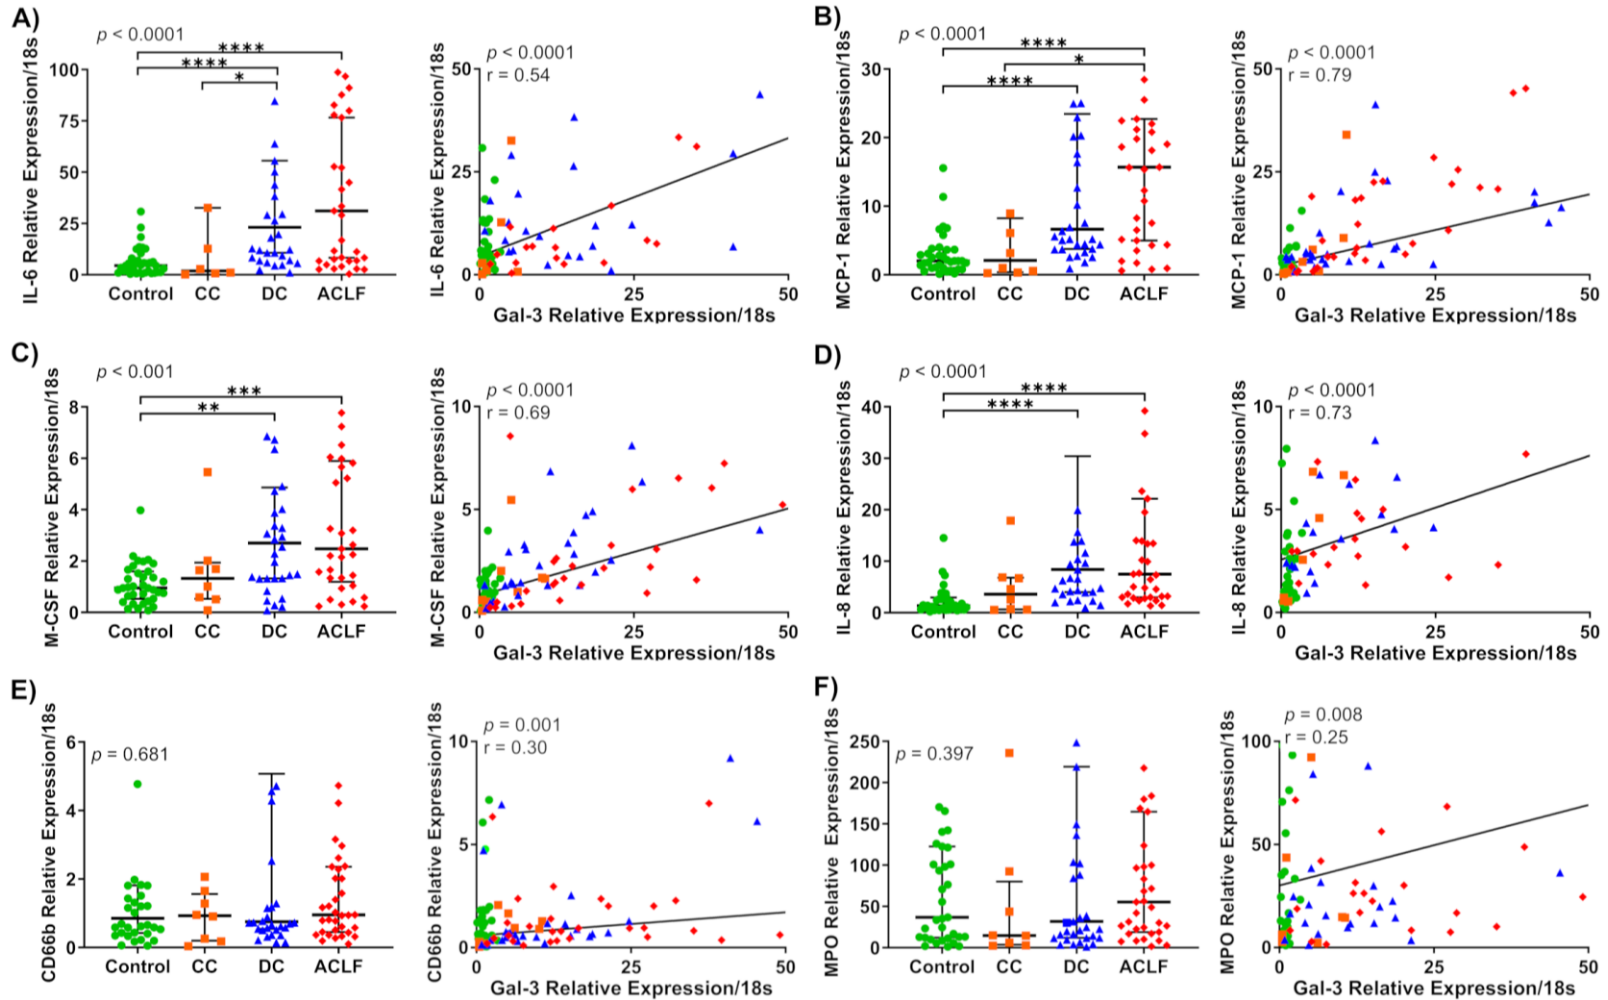 A)
p < 0.0001
****
****
*
IL-6 Relative Expression/18s
100
75
50
25
0
Control CC DC ACLF
p < 0.0001
r = 0.54
IL-6 Relative Expression/18s
50
25
0
0 25 50
Gal-3 Relative Expression/18s
B)
p < 0.0001
****
*
****
MCP-1 Relative Expression/18s
30
20
10
0
Control CC DC ACLF
p < 0.0001
r = 0.79
MCP-1 Relative Expression/18s
50
25
0
0 25 50
Gal-3 Relative Expression/18s
C)
p < 0.001
***
**
M-CSF Relative Expression/18s
8
6
4
2
0
Control CC DC ACLF
p < 0.0001
r = 0.69
M-CSF Relative Expression/18s
10
5
0
0 25 50
Gal-3 Relative Expression/18s
D)
p < 0.0001
****
****
IL-8 Relative Expression/18s
40
30
20
10
0
Control CC DC ACLF
p < 0.0001
r = 0.73
IL-8 Relative Expression/18s
10
5
0
0 25 50
Gal-3 Relative Expression/18s
E)
p = 0.681
CD66b Relative Expression/18s
6
4
2
0
Control CC DC ACLF
p = 0.001
r = 0.30
CD66b Relative Expression/18s
10
5
0
0 25 50
Gal-3 Relative Expression/18s
F)
p = 0.397
MPO Relative Expression/18s
250
200
150
100
50
0
Control CC DC ACLF
p = 0.008
r = 0.25
MPO Relative Expression/18s
100
50
0
0 25 50
Gal-3 Relative Expression/18s